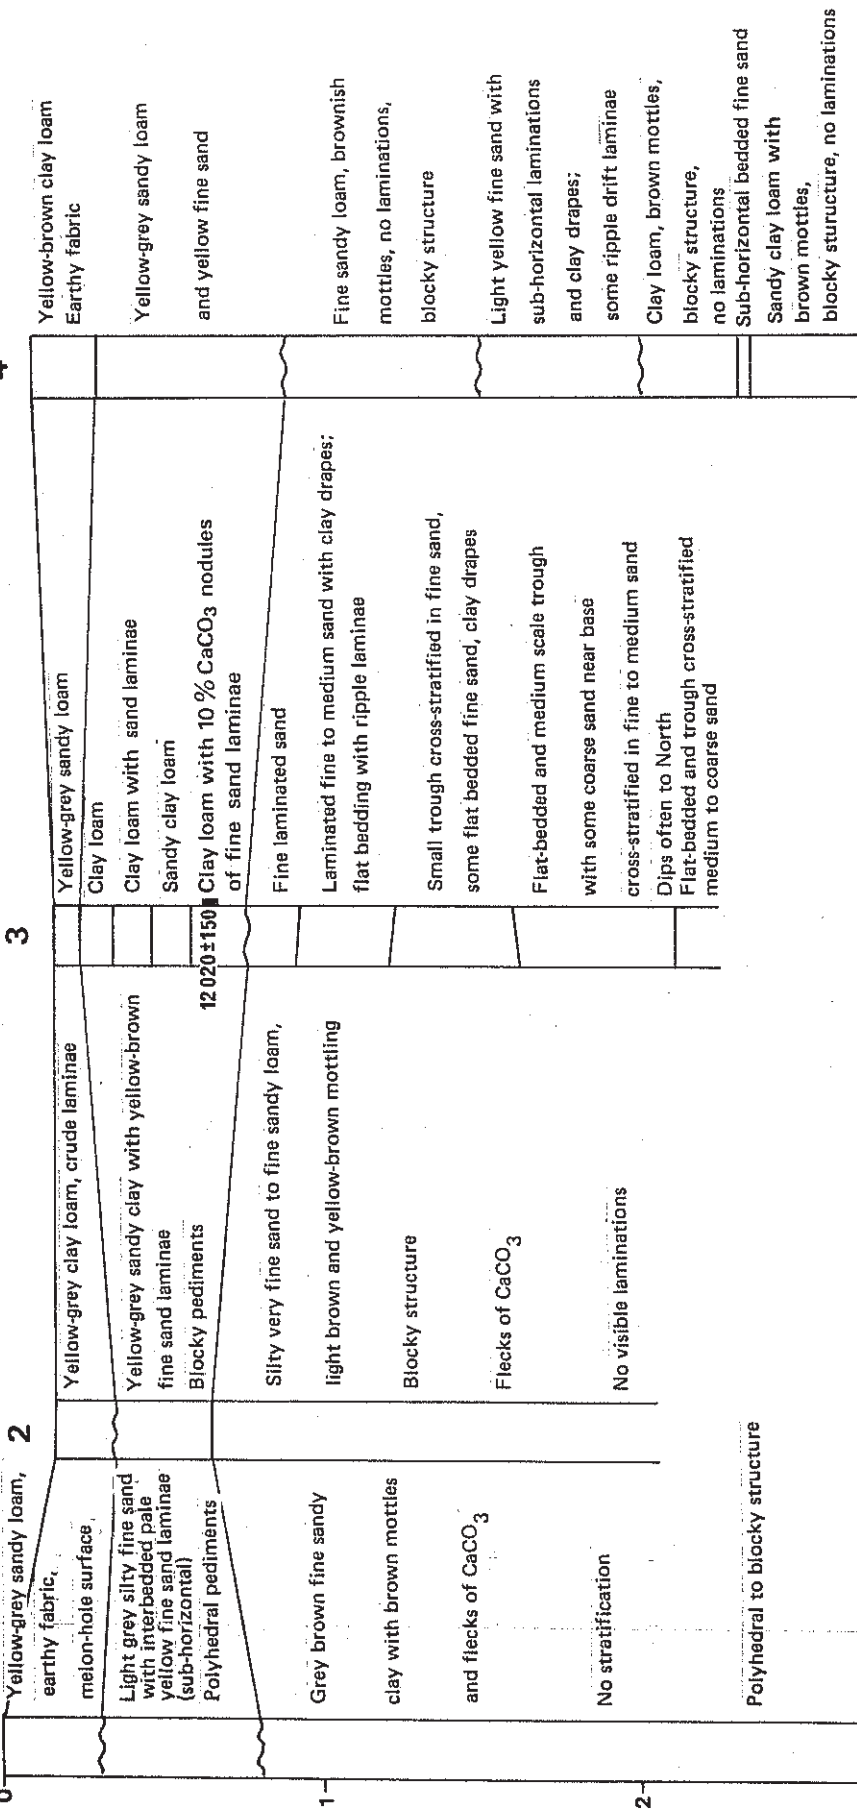 0
1
2
Yellow-grey sandy loam,
earthy fabric,
melon-hole surface
Light grey silty fine sand
with interbedded pale
yellow fine sand laminae
(sub-horizontal)
Polyhedral pediments
Grey brown fine sandy
clay with brown mottles
and flecks of CaCO3
No stratification
Polyhedral to blocky structure
2
Yellow-grey clay loam, crude laminae
Yellow-grey sandy clay with yellow-brown
fine sand laminae
Blocky pediments
Silty very fine sand to fine sandy loam,
light brown and yellow-brown mottling
Blocky structure
Flecks of CaCO3
No visible laminations
3
Yellow-grey sandy loam
Clay loam
Clay loam with sand laminae
Sandy clay loam
12 020±150
Clay loam with 10 % CaCO3 nodules
of fine sand laminae
Fine laminated sand
Laminated fine to medium sand with clay drapes;
flat bedding with ripple laminae
Small trough cross-stratified in fine sand,
some flat bedded fine sand, clay drapes
Flat-bedded and medium scale trough
with some coarse sand near base
cross-stratified in fine to medium sand
Dips often to North
Flat-bedded and trough cross-stratified
medium to coarse sand
Yellow-brown clay loam
Earthy fabric
Yellow-grey sandy loam
and yellow fine sand
Fine sandy loam, brownish
mottles, no laminations,
blocky structure
Light yellow fine sand with
sub-horizontal laminations
and clay drapes;
some ripple drift laminae
Clay loam, brown mottles,
blocky structure,
no laminations
Sub-horizontal bedded fine sand
Sandy clay loam with
brown mottles,
blocky sturucture, no laminations